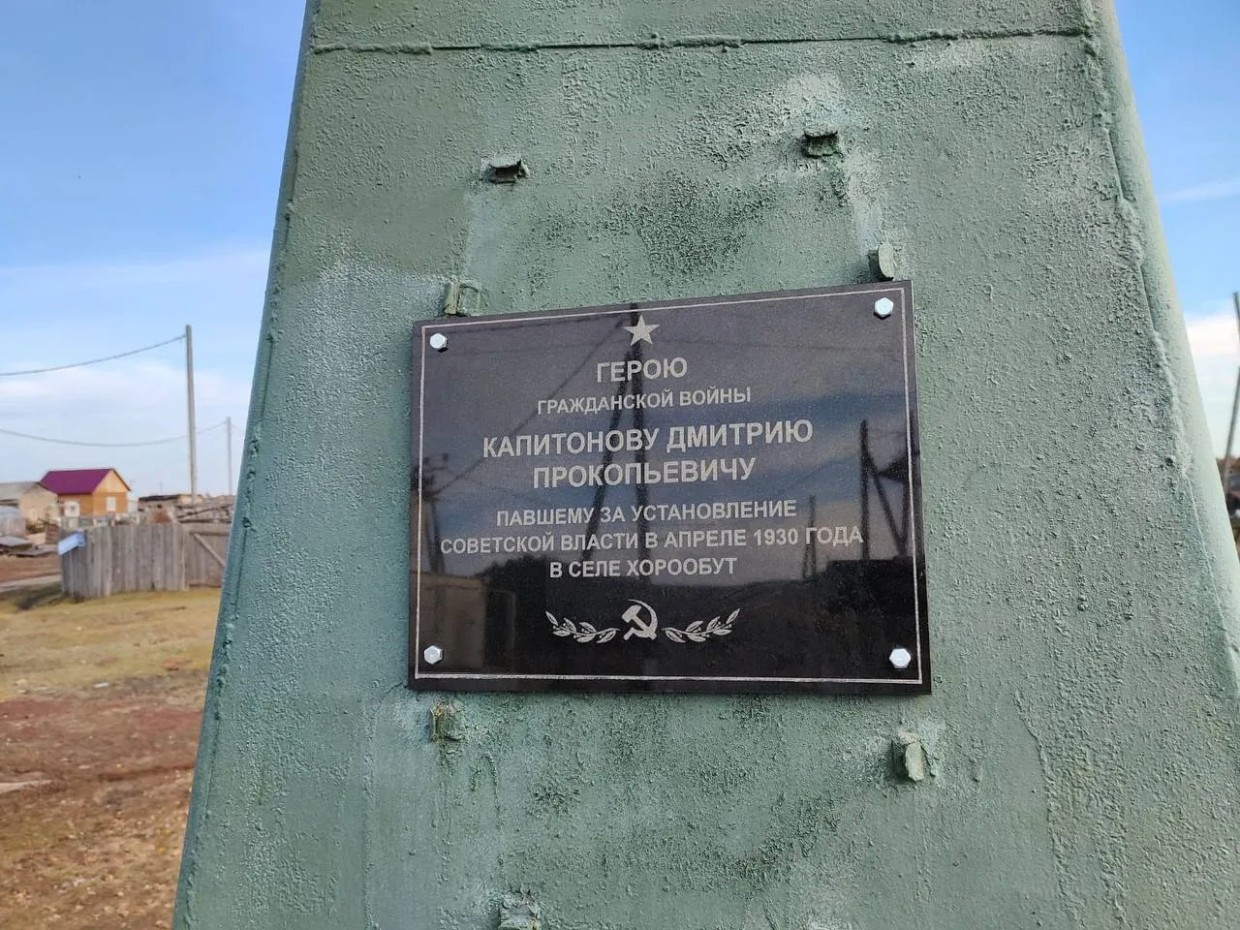 ГЕРОЮ
ГРАЖДАНСКОЙ ВОЙНЫ
КАПИТОНОВУ ДМИТРИЮ
ПРОКОПЬЕВИЧУ
ПАВШЕМУ ЗА УСТАНОВЛЕНИЕ
СОВЕТСКОЙ ВЛАСТИ В АПРЕЛЕ 1930 ГОДА
В СЕЛЕ ХОРООБУТ